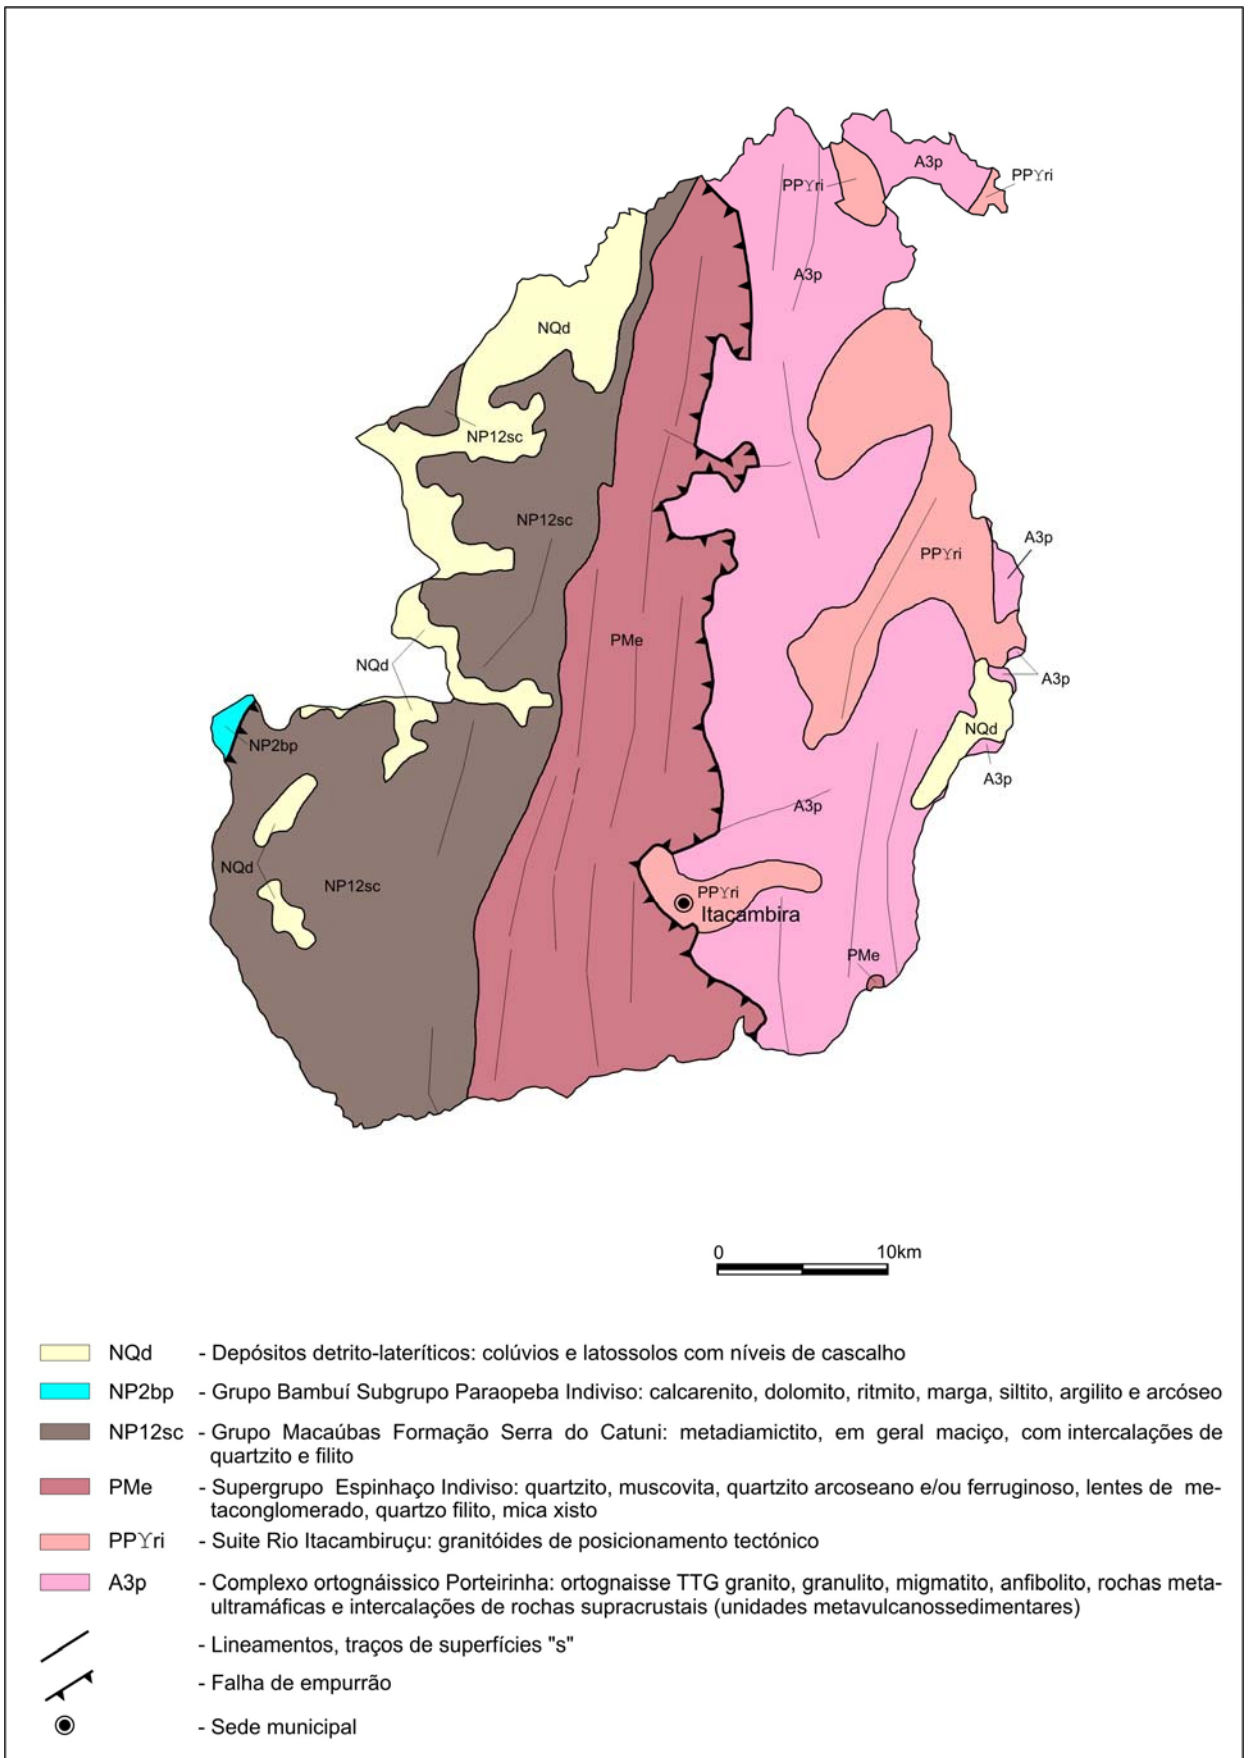 A3p
PPϒri
PPϒri
A3p
NQd
NP12sc
NP12sc
A3p
PPϒri
PMe
NQd
A3p
NQd
NP2bp
A3p
A3p
NQd
NP12sc
PPϒri
Itacambira
PMe
0 10km
NQd - Depósitos detrito-lateríticos: colúvios e latossolos com níveis de cascalho
NP2bp - Grupo Bambuí Subgrupo Paraopeba Indiviso: calcarenito, dolomito, ritmito, marga, siltito, argilito e arcóseo
NP12sc - Grupo Macaúbas Formação Serra do Catuni: metadiamictito, em geral maciço, com intercalações de
quartzito e filito
PMe - Supergrupo Espinhaço Indiviso: quartzito, muscovita, quartzito arcoseano e/ou ferruginoso, lentes de me-
taconglomerado, quartzo filito, mica xisto
PPϒri - Suite Rio Itacambiruçu: granitóides de posicionamento tectónico
A3p - Complexo ortognáissico Porteirinha: ortognaisse TTG granito, granulito, migmatito, anfibolito, rochas meta-
ultramáficas e intercalações de rochas supracrustais (unidades metavulcanossedimentares)
- Lineamentos, traços de superfícies "s"
- Falha de empurrão
- Sede municipal